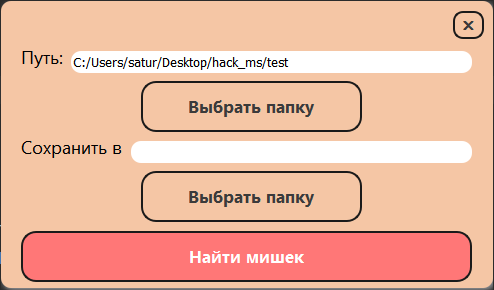 ×
Путь: C:/Users/satur/Desktop/hack_ms/test
Выбрать папку
Сохранить в
Выбрать папку
Найти мишек